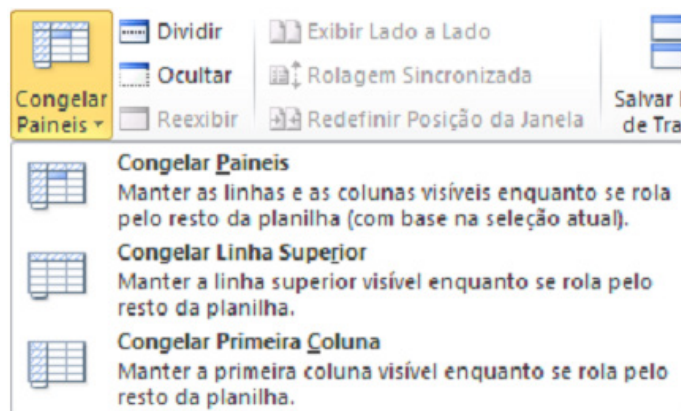 Dividir
Ocultar
Reexibir
Exibir Lado a Lado
Rolagem Sincronizada
Redefinir Posição da Janela
Congelar
Paineis
Salvar
de
Congelar Paineis
Manter as linhas e as colunas visíveis enquanto se rola
pelo resto da planilha (com base na seleção atual).
Congelar Linha Superior
Manter a linha superior visível enquanto se rola pelo
resto da planilha.
Congelar Primeira Coluna
Manter a primeira coluna visível enquanto se rola pelo
resto da planilha.